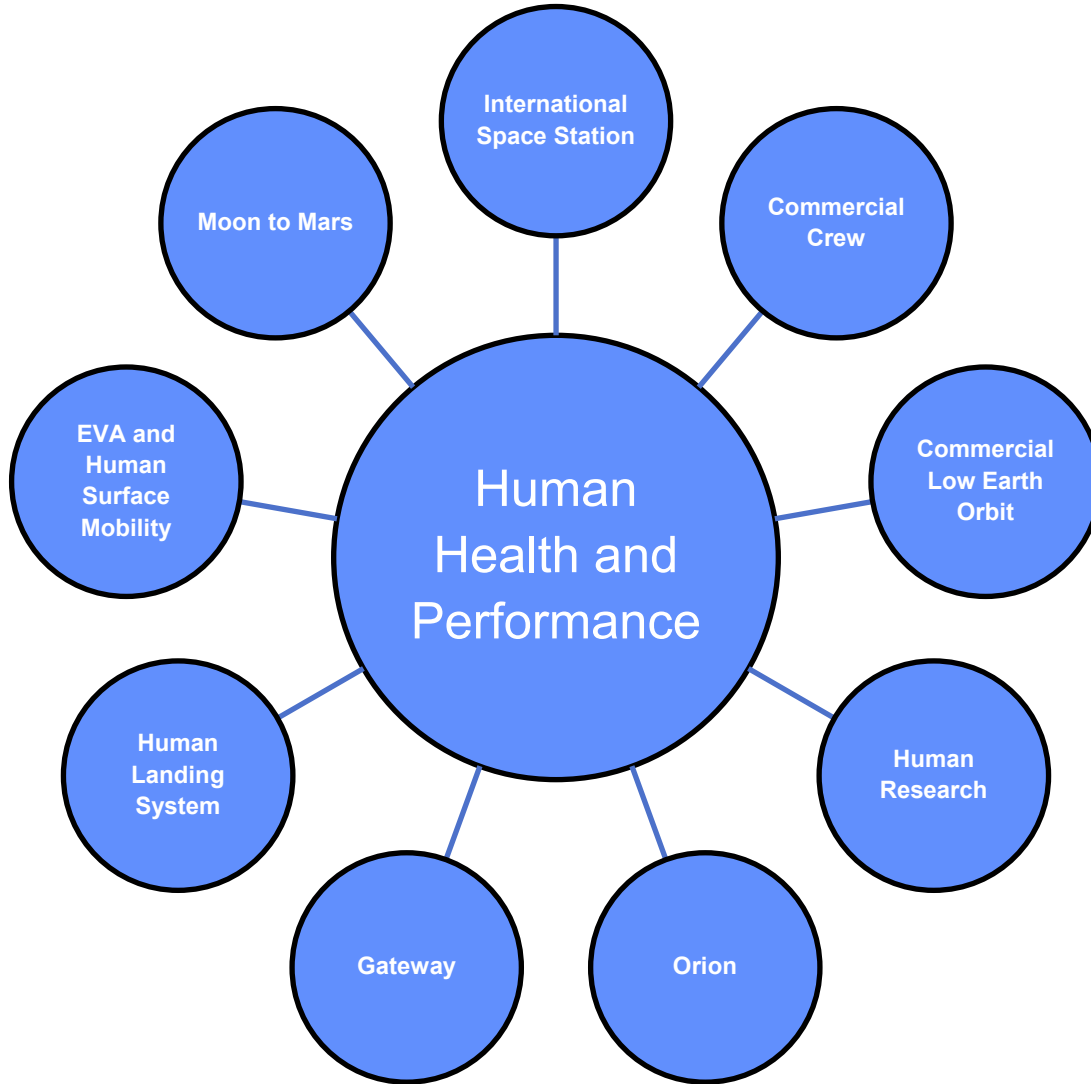 International
Space Station
Commercial
Crew
Commercial
Low Earth
Orbit
Human
Research
Orion
Gateway
Human
Landing
System
EVA and
Human
Surface
Mobility
Moon to Mars
Human
Health and
Performance